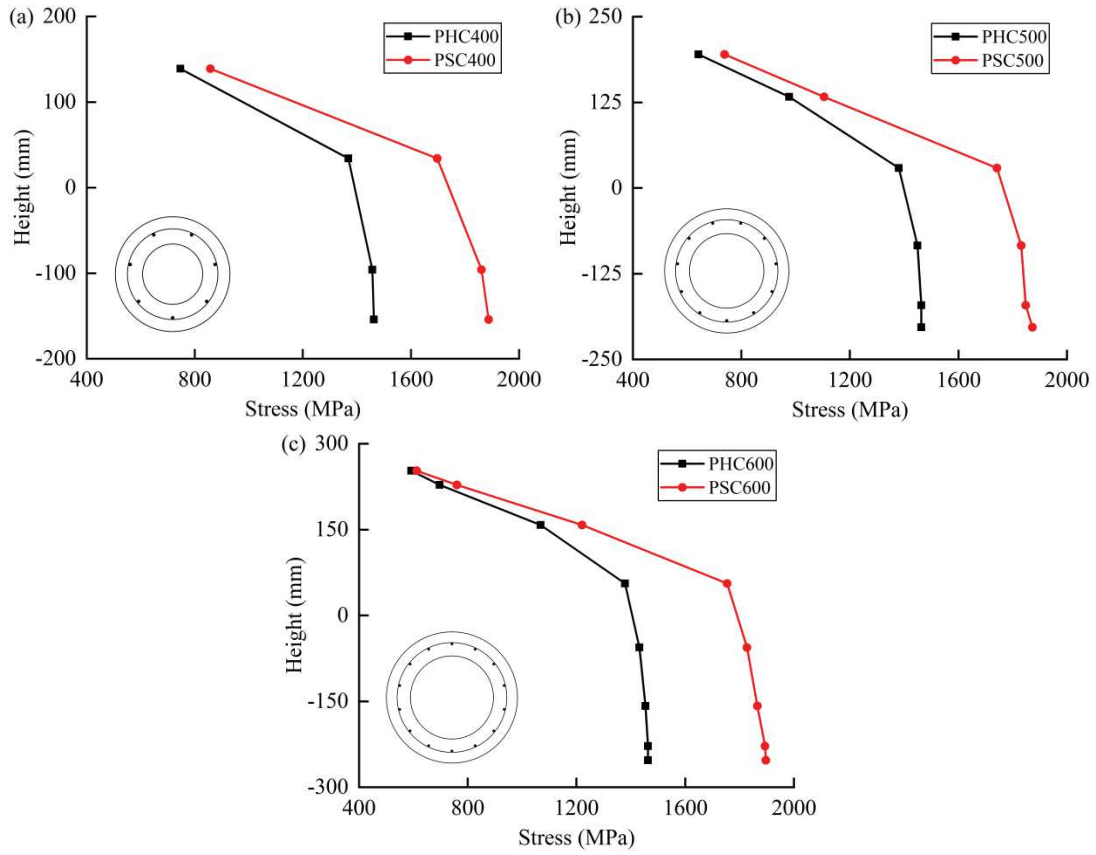 (a)
PHC400
PSC400
Height (mm)
200
100
0
-100
-200
400 800 1200 1600 2000
Stress (MPa)
(b)
PHC500
PSC500
Height (mm)
250
125
0
-125
-250
400 800 1200 1600 2000
Stress (MPa)
(c)
PHC600
PSC600
Height (mm)
300
150
0
-150
-300
400 800 1200 1600 2000
Stress (MPa)